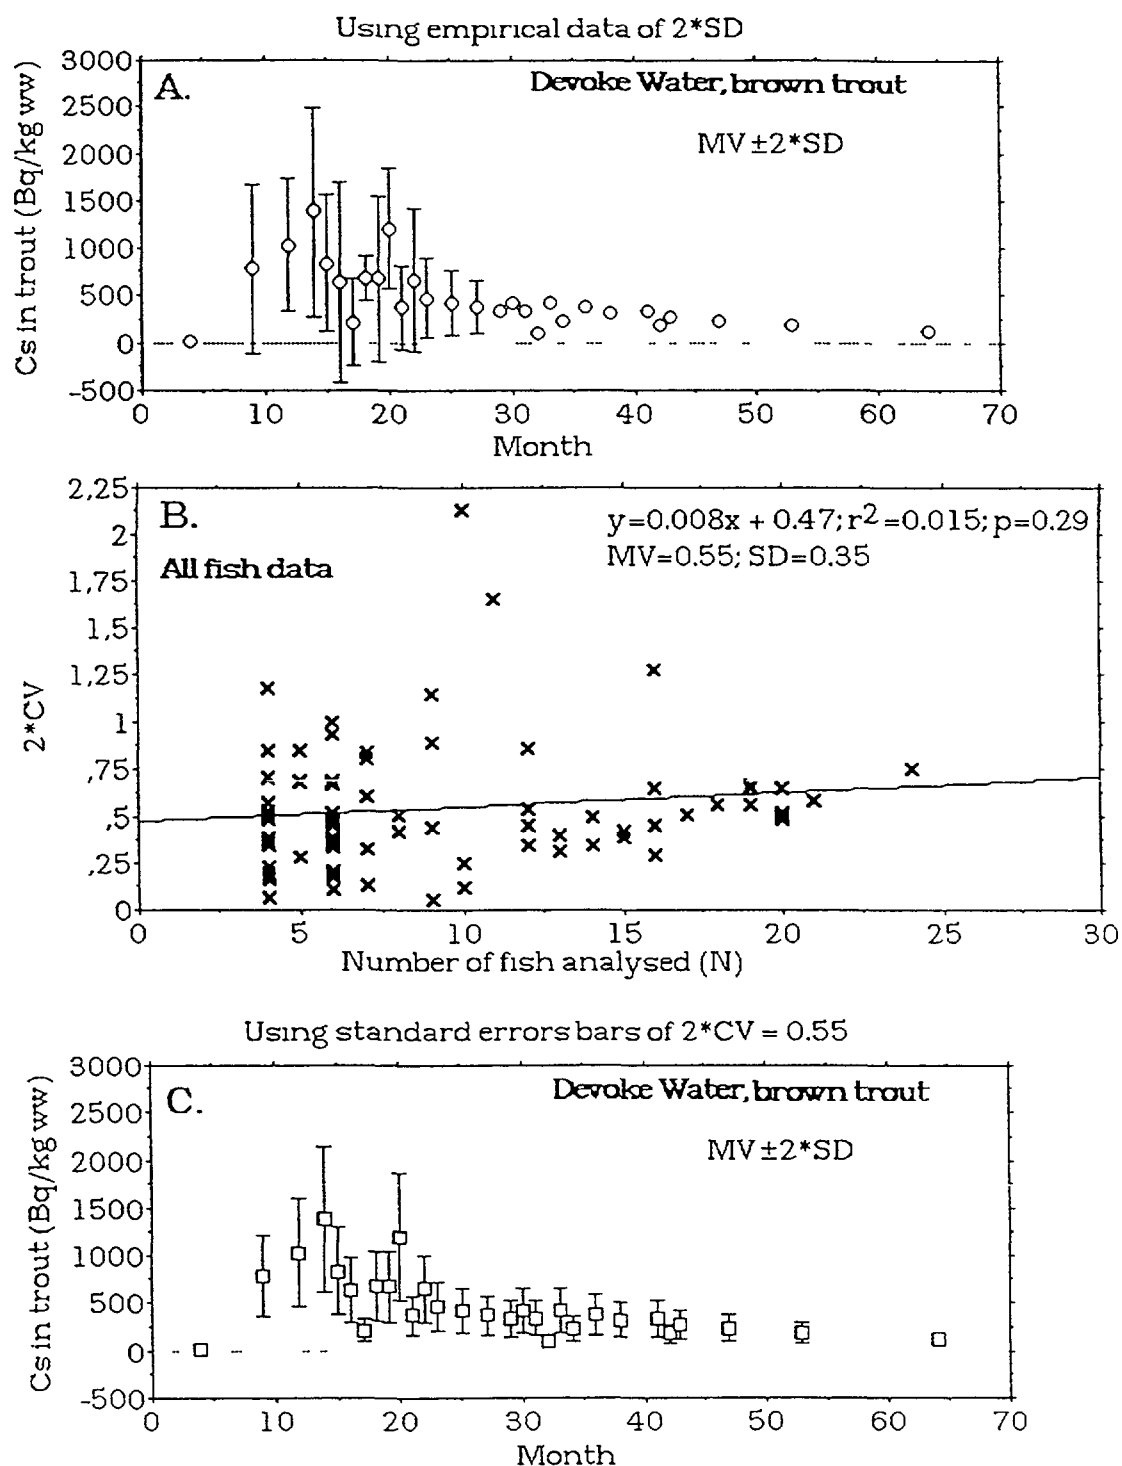 Using empirical data of 2*SD
A.
Devoke Water, brown trout
MV±2*SD
Cs in trout (Bq/kg ww)
3000
2500
2000
1500
1000
500
0
-500
0 10 20 30 40 50 60 70
Month
B.
y=0.008x + 0.47; r2=0.015; p=0.29
MV=0.55; SD=0.35
All fish data
2*CV
2,25
2
1,75
1,5
1,25
1
,75
,5
,25
0
0 5 10 15 20 25 30
Number of fish analysed (N)
Using standard errors bars of 2*CV = 0.55
C.
Devoke Water, brown trout
MV±2*SD
Cs in trout (Bq/kg ww)
3000
2500
2000
1500
1000
500
0
-500
0 10 20 30 40 50 60 70
Month